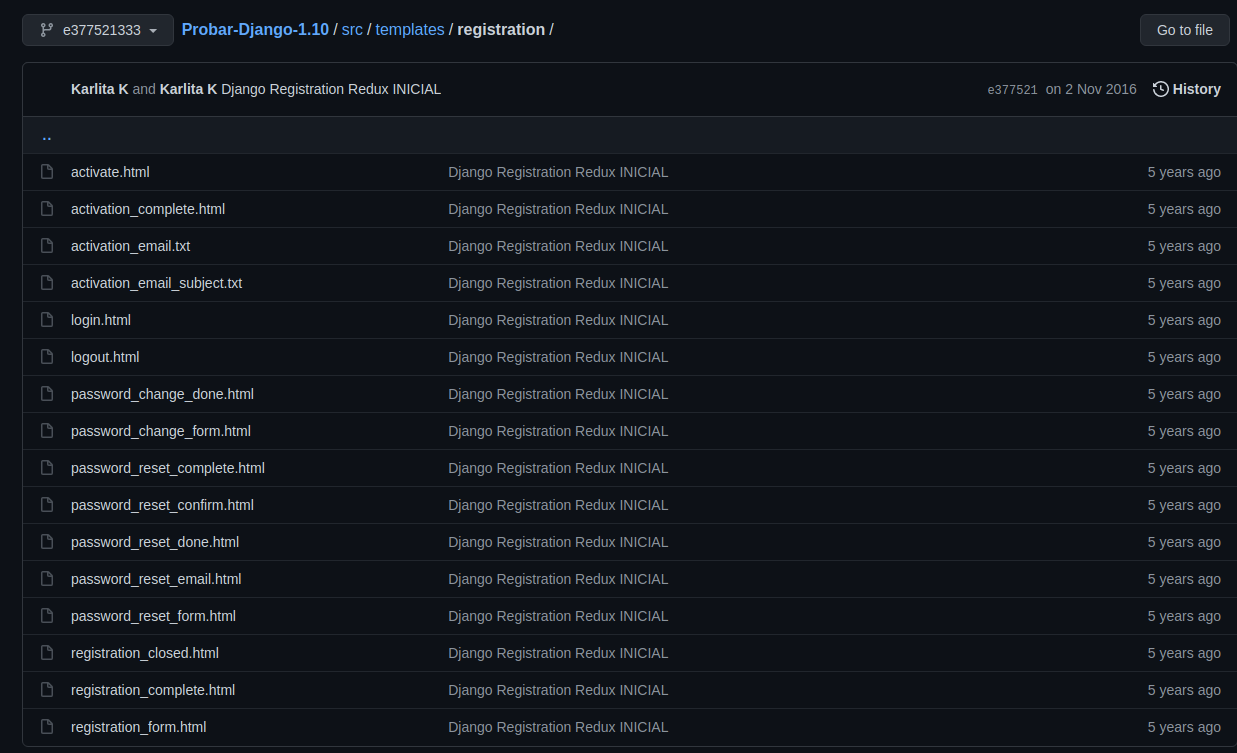 e377521333 Probar-Django-1.10 / src / templates / registration / Go to file
Karlita K and Karlita K Django Registration Redux INICIAL e377521 on 2 Nov 2016 History
..
activate.html Django Registration Redux INICIAL 5 years ago
activation_complete.html Django Registration Redux INICIAL 5 years ago
activation_email.txt Django Registration Redux INICIAL 5 years ago
activation_email_subject.txt Django Registration Redux INICIAL 5 years ago
login.html Django Registration Redux INICIAL 5 years ago
logout.html Django Registration Redux INICIAL 5 years ago
password_change_done.html Django Registration Redux INICIAL 5 years ago
password_change_form.html Django Registration Redux INICIAL 5 years ago
password_reset_complete.html Django Registration Redux INICIAL 5 years ago
password_reset_confirm.html Django Registration Redux INICIAL 5 years ago
password_reset_done.html Django Registration Redux INICIAL 5 years ago
password_reset_email.html Django Registration Redux INICIAL 5 years ago
password_reset_form.html Django Registration Redux INICIAL 5 years ago
registration_closed.html Django Registration Redux INICIAL 5 years ago
registration_complete.html Django Registration Redux INICIAL 5 years ago
registration_form.html Django Registration Redux INICIAL 5 years ago